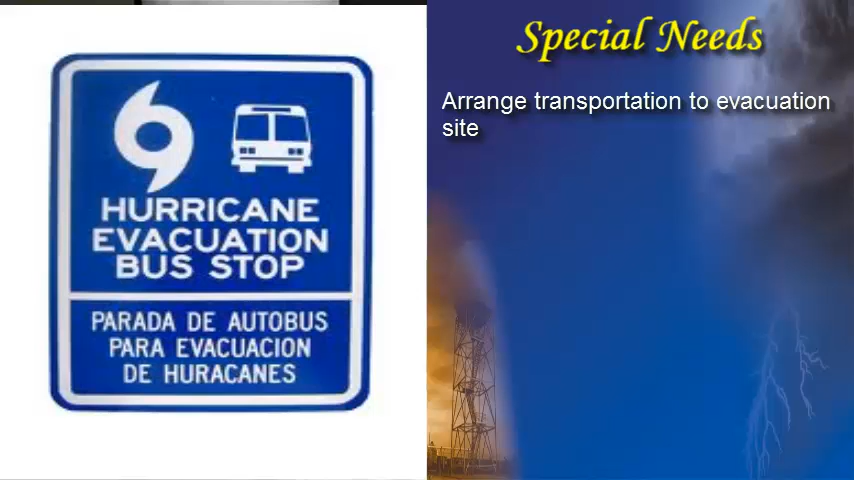 HURRICANE
EVACUATION
BUS STOP
PARADA DE AUTOBUS
PARA EVACUACION
DE HURACANES
Special Needs
Arrange transportation to evacuation
site